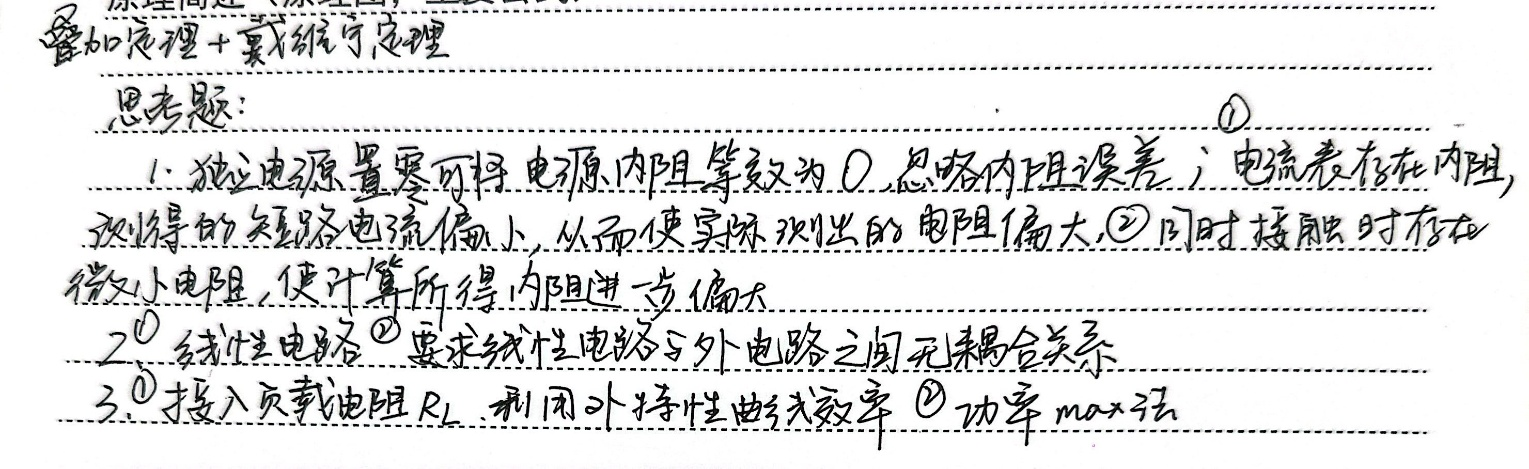 叠加定理+戴维宁定理
思考题:
①
1. 独立电源置零可将电源内阻等效为0,忽略内阻误差;电流表存在内阻,
测得的短路电流偏小,从而使实际测出的电阻偏大,②同时接触时存在
微小电阻,使计算所得内阻进一步偏大
2.① 线性电路 ②要求线性电路与外电路之间无耦合关系
3.①接入负载电阻RL.利用外特性曲线效率 ②功率max法